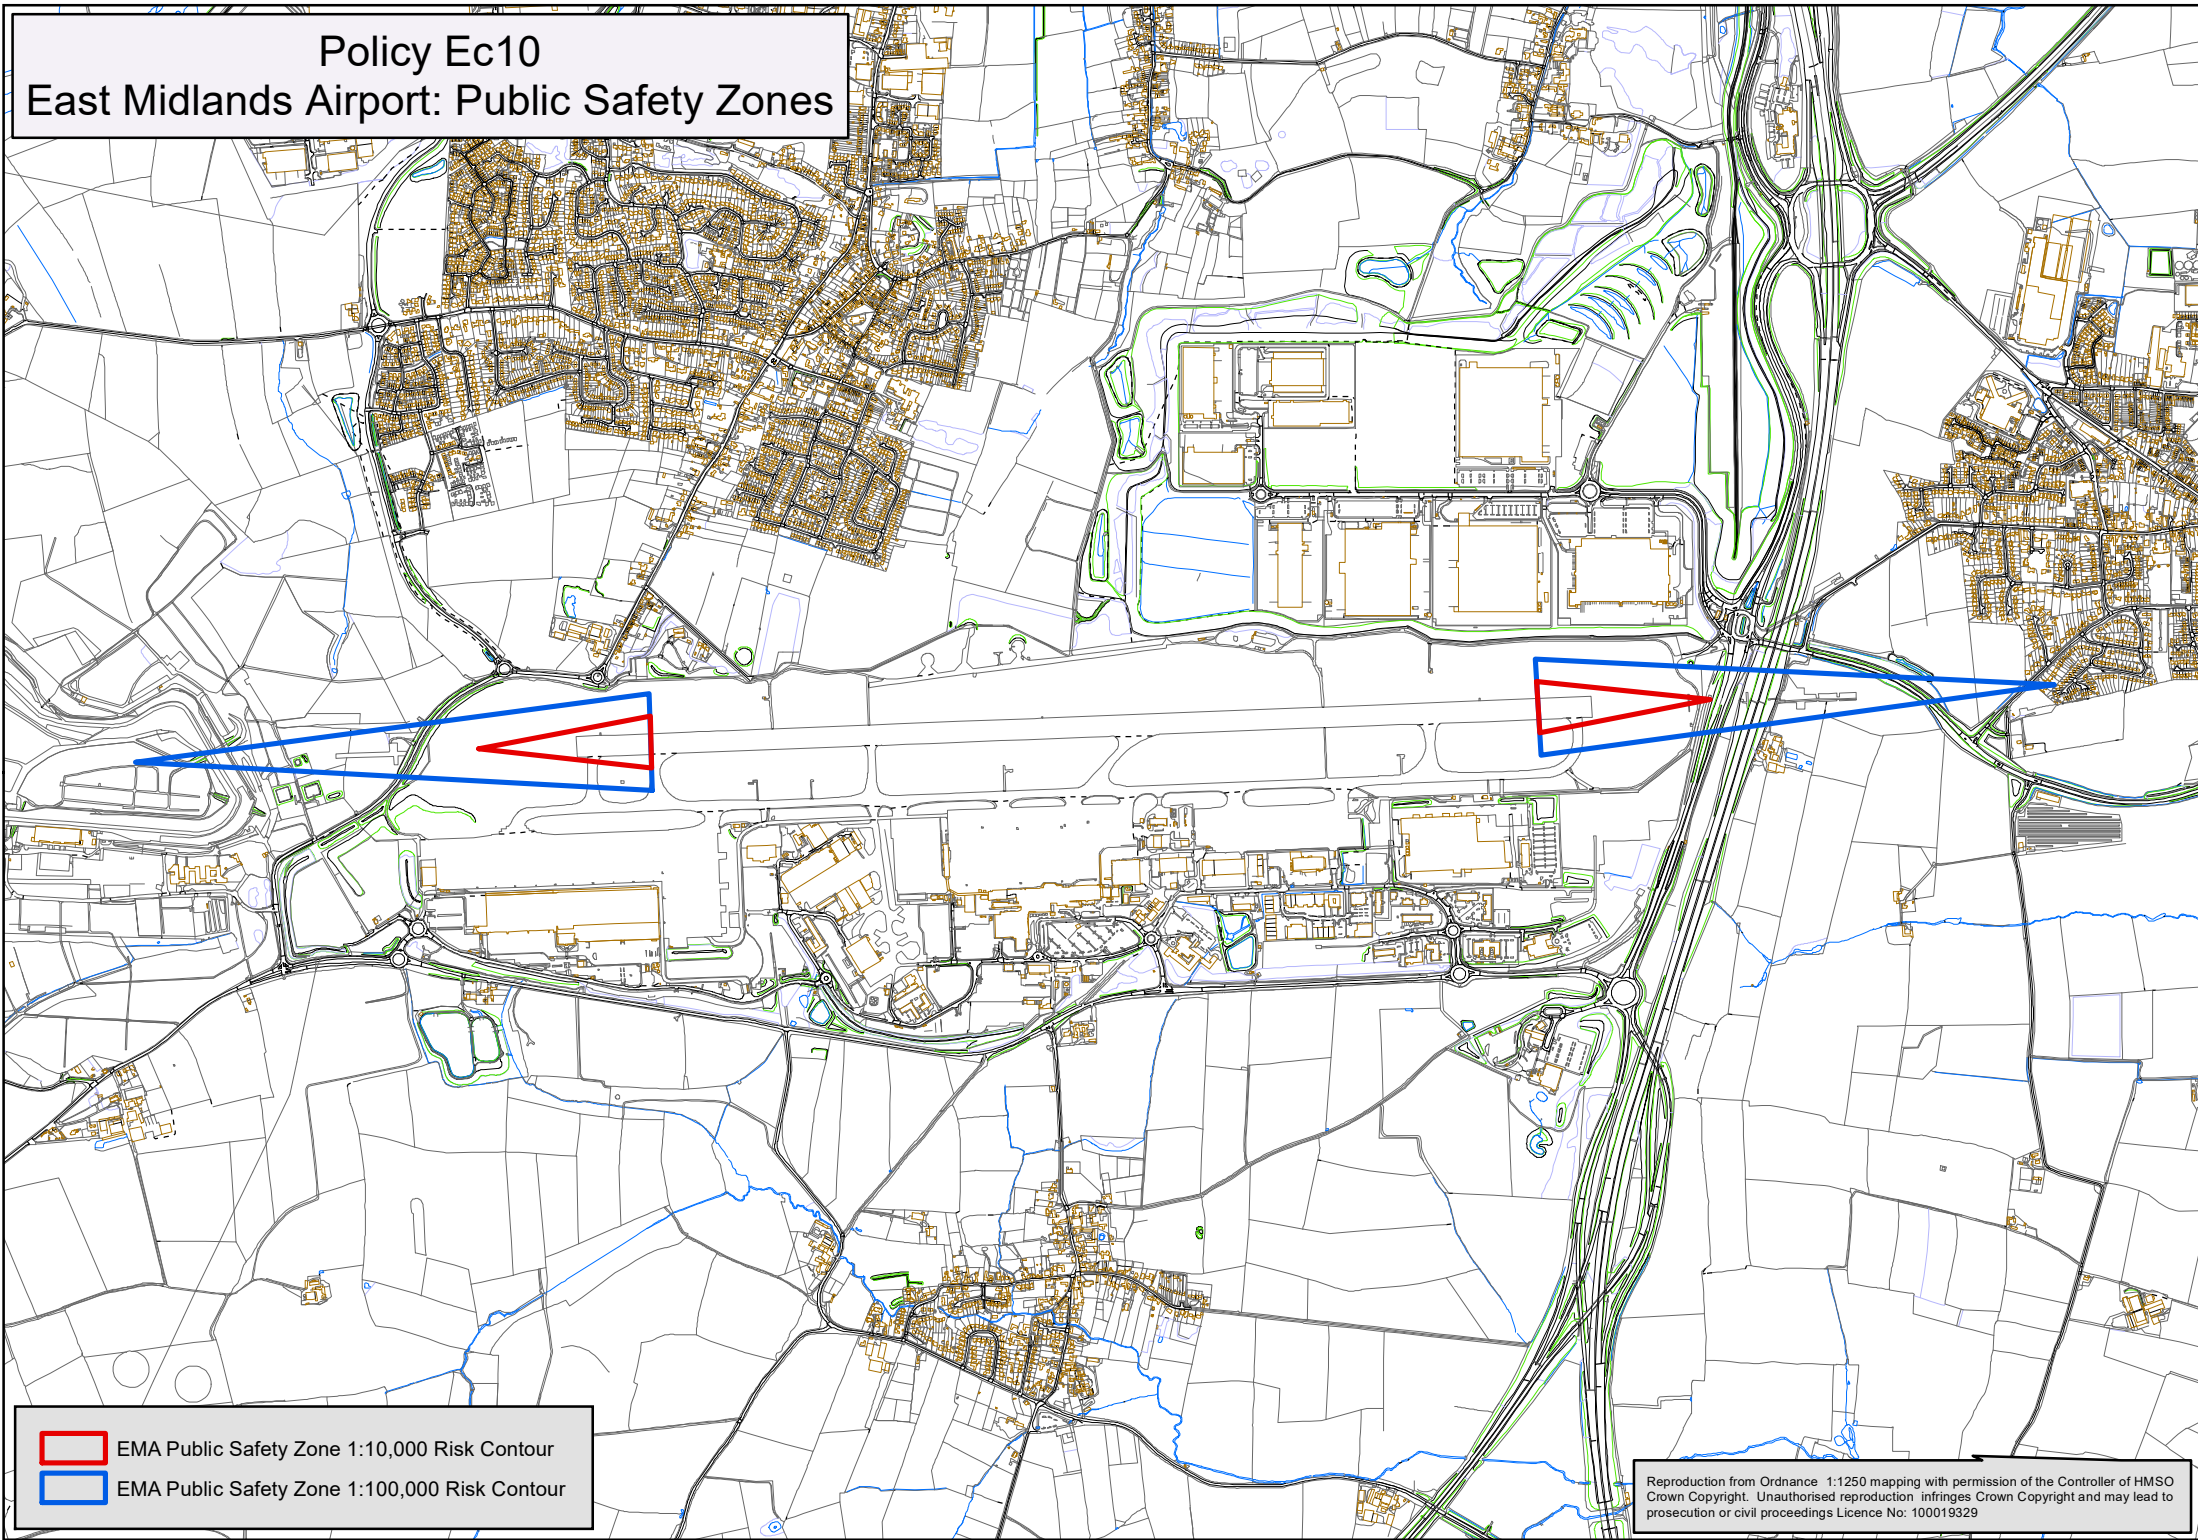 Policy Ec10
East Midlands Airport: Public Safety Zones
EMA Public Safety Zone 1:10,000 Risk Contour
EMA Public Safety Zone 1:100,000 Risk Contour
Reproduction from Ordnance 1:1250 mapping with permission of the Controller of HMSO
Crown Copyright. Unauthorised reproduction infringes Crown Copyright and may lead to
prosecution or civil proceedings Licence No: 100019329